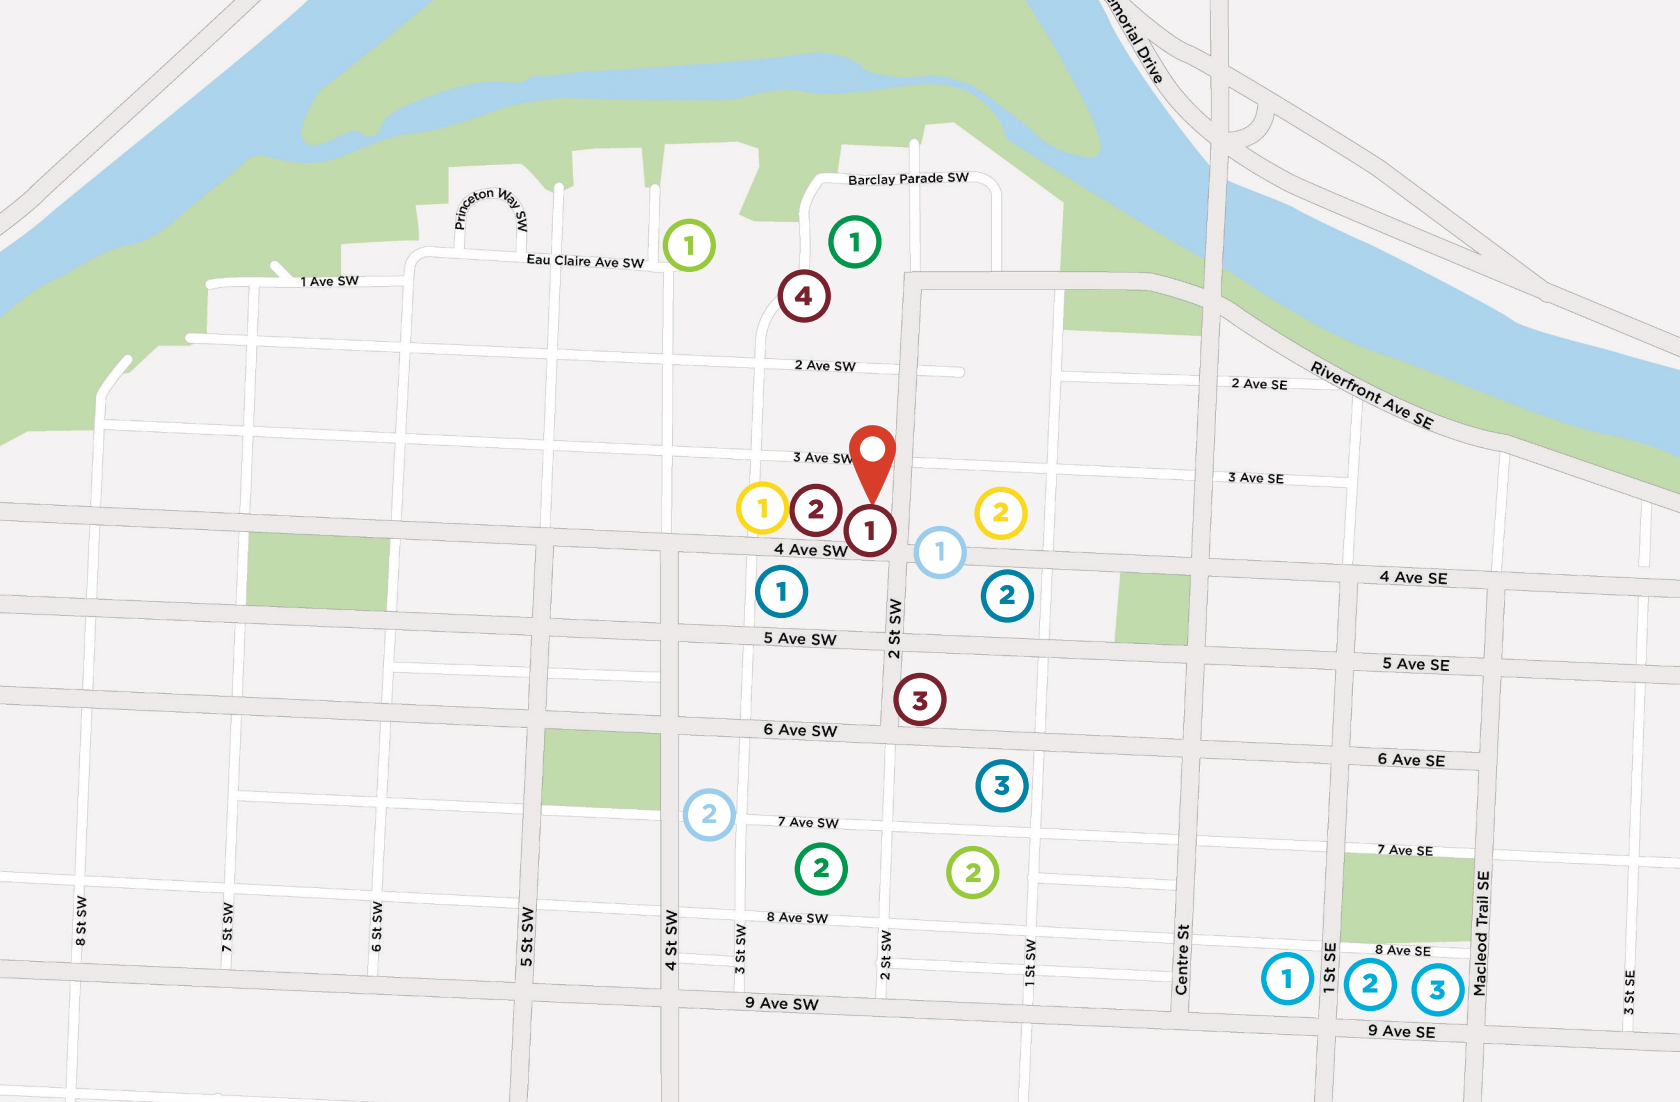 emorial Drive
Barclay Parade SW
Princeton Way SW
1
1
Eau Claire Ave SW
1 Ave SW
4
2 Ave SW
2 Ave SE
Riverfront Ave SE
3 Ave SW
3 Ave SE
1
2
1
2
4 Ave SW
1
4 Ave SE
1
2
2 St SW
5 Ave SW
5 Ave SE
3
6 Ave SW
6 Ave SE
3
2
7 Ave SW
7 Ave SE
2
2
8 Ave SW
8 St SW
7 St SW
6 St SW
5 St SW
4 St SW
3 St SW
2 St SW
1 St SW
Centre St
1 St SE
8 Ave SE
Macleod Trail SE
3 St SE
1
2
3
9 Ave SW
9 Ave SE